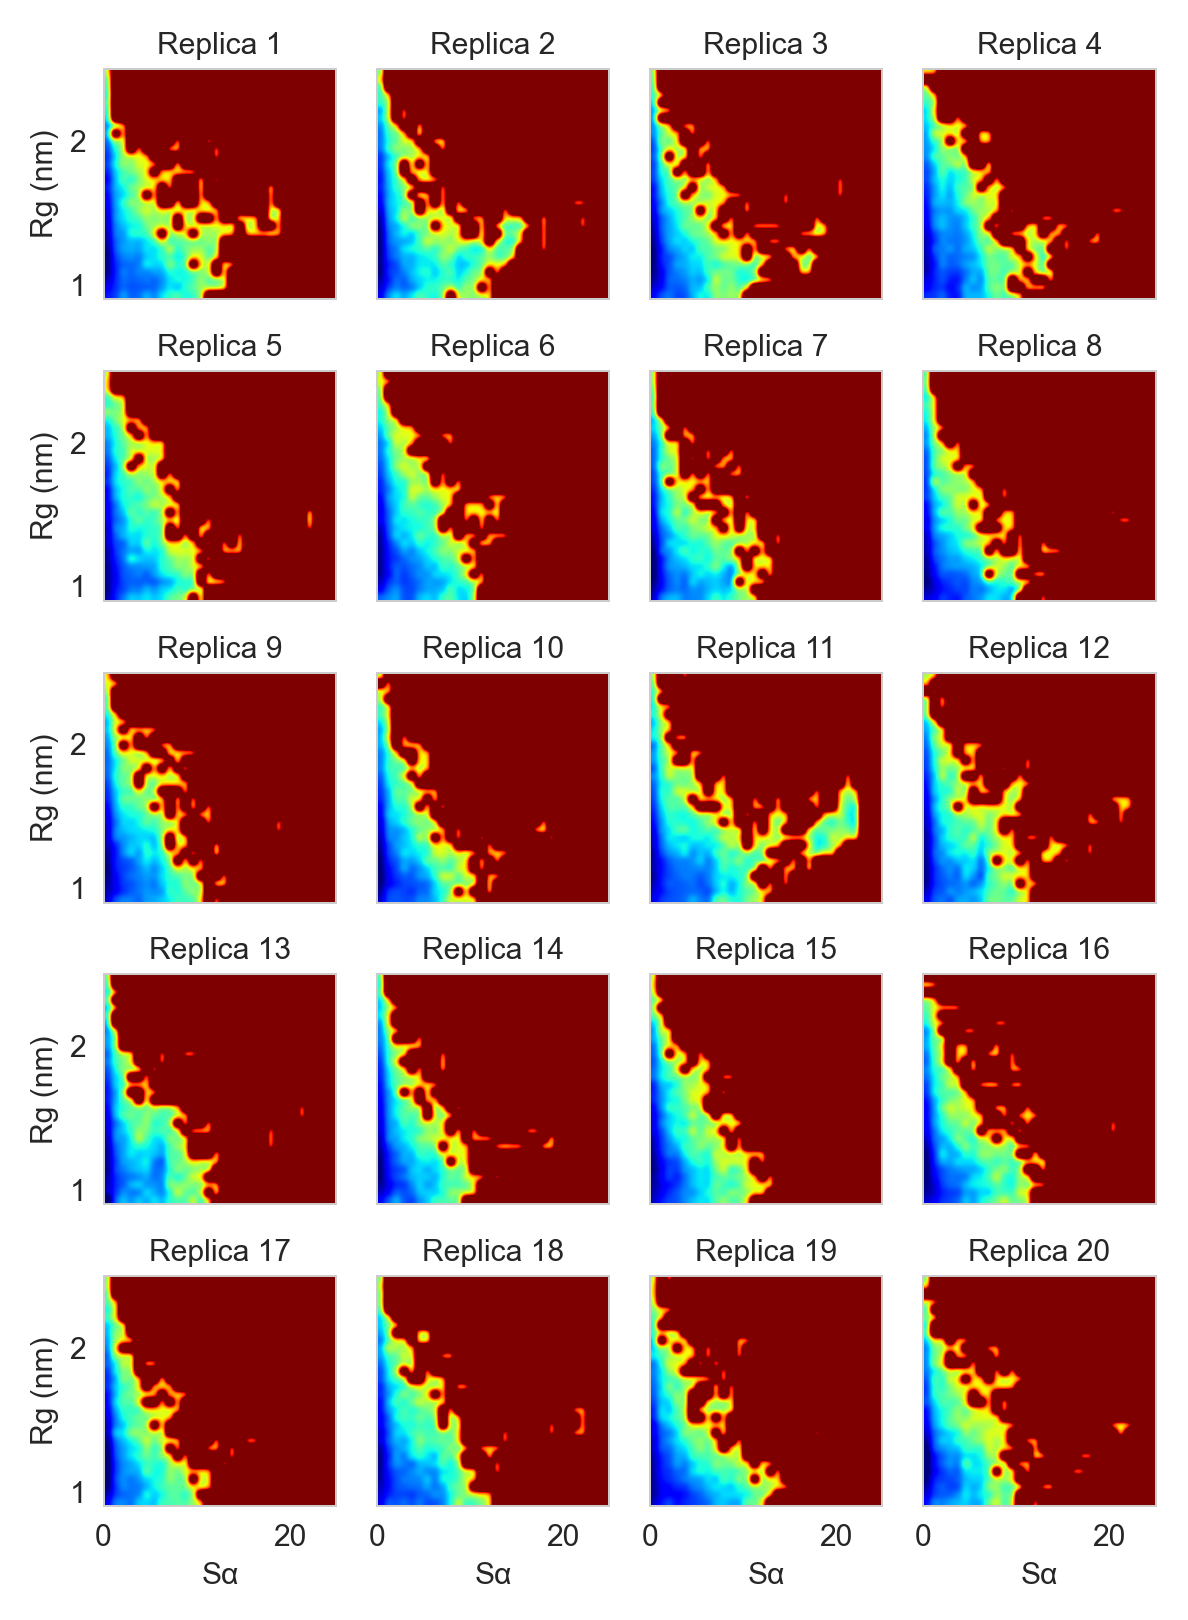 Replica 1 Replica 2 Replica 3 Replica 4
Rg (nm)
2
1
Replica 5 Replica 6 Replica 7 Replica 8
Rg (nm)
2
1
Replica 9 Replica 10 Replica 11 Replica 12
Rg (nm)
2
1
Replica 13 Replica 14 Replica 15 Replica 16
Rg (nm)
2
1
Replica 17 Replica 18 Replica 19 Replica 20
Rg (nm)
2
1
0 20 0 20 0 20 0 20
Sα Sα Sα Sα